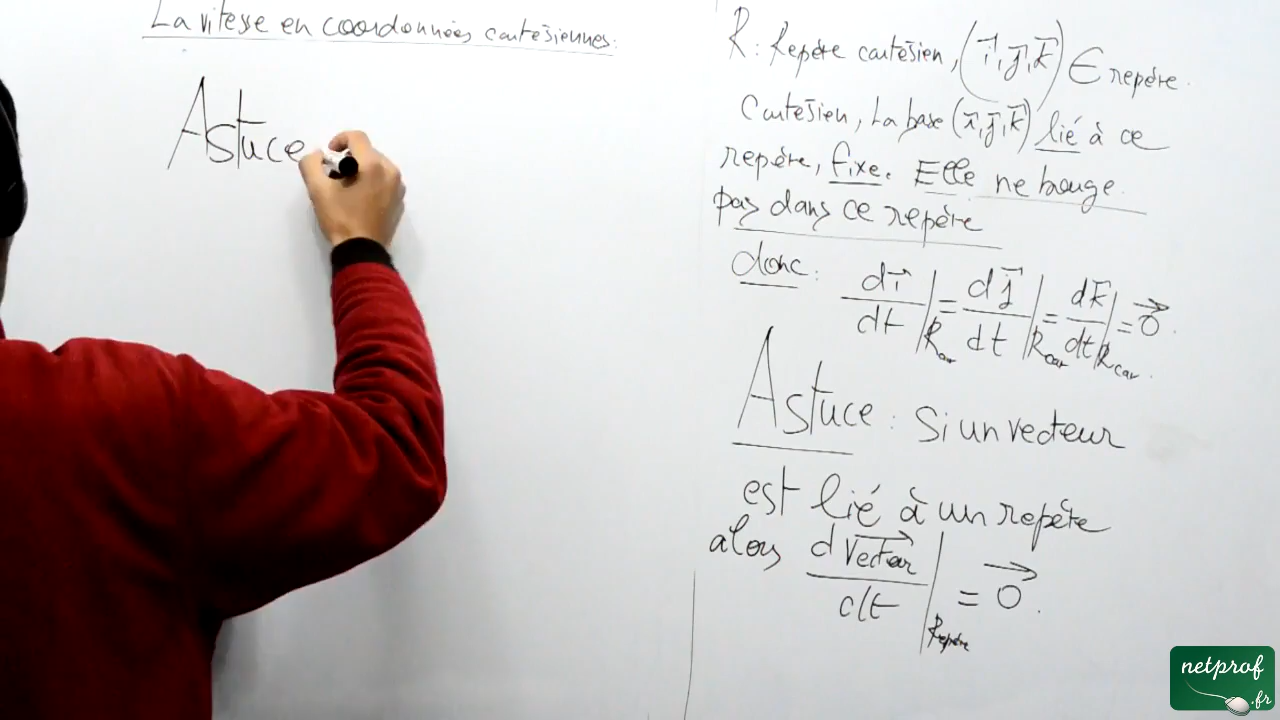 La vitesse en coordonnées cartésiennes:
Astuce
R: Repère cartésien, (i⃗, j⃗, k⃗) ∈ repère.
Cartésien, La base (i⃗, j⃗, k⃗) lié à ce
repère, fixe. Elle ne bouge
pas dans ce repère
donc: di⃗/dt|Rcar = dj⃗/dt|Rcar = dk⃗/dt|Rcar = 0⃗.
Astuce: Si un vecteur
est lié à un repère
alors d vecteur/dt|Repère = 0⃗.
netprof
.fr